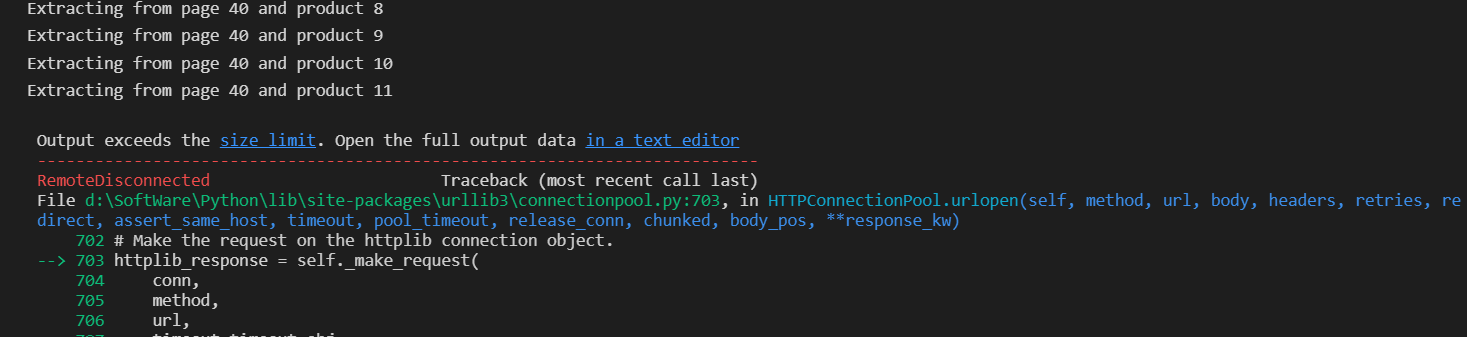 Extracting from page 40 and product 8
Extracting from page 40 and product 9
Extracting from page 40 and product 10
Extracting from page 40 and product 11
Output exceeds the size limit. Open the full output data in a text editor
---------------------------------------------------------------------------
RemoteDisconnected                        Traceback (most recent call last)
File d:\SoftWare\Python\lib\site-packages\urllib3\connectionpool.py:703, in HTTPConnectionPool.urlopen(self, method, url, body, headers, retries, re
direct, assert_same_host, timeout, pool_timeout, release_conn, chunked, body_pos, **response_kw)
    702 # Make the request on the httplib connection object.
--> 703 httplib_response = self._make_request(
    704     conn,
    705     method,
    706     url,